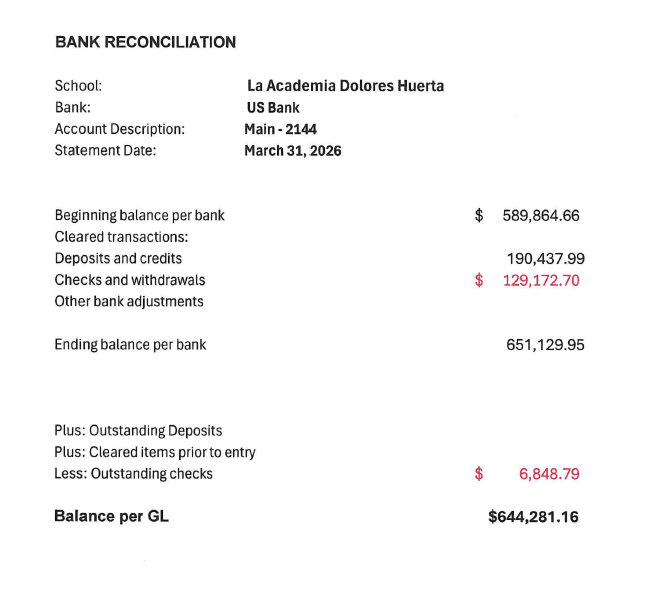 BANK RECONCILIATION
School: La Academia Dolores Huerta
Bank: US Bank
Account Description: Main - 2144
Statement Date: March 31, 2026
Beginning balance per bank $ 589,864.66
Cleared transactions:
Deposits and credits 190,437.99
Checks and withdrawals $ 129,172.70
Other bank adjustments
Ending balance per bank 651,129.95
Plus: Outstanding Deposits
Plus: Cleared items prior to entry
Less: Outstanding checks $ 6,848.79
Balance per GL $644,281.16